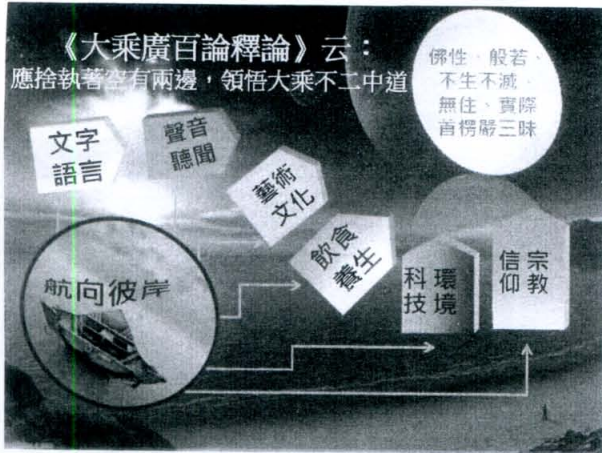 《大乘廣百論釋論》云：
應捨執著空有兩邊，領悟大乘不二中道
佛性、般若、
不生不滅、
無住、實際
首楞嚴三昧
文字
語言
聲音
聽聞
藝術
文化
飲食
養生
科技
環境
信仰
宗教
航向彼岸